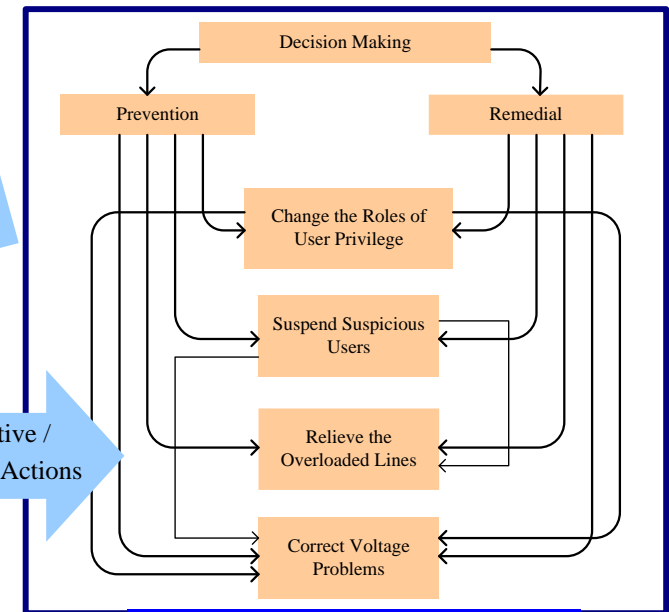 Decision Making
Prevention
Remedial
Change the Roles of
User Privilege
Suspend Suspicious
Users
tive /
Actions
Relieve the
Overloaded Lines
Correct Voltage
Problems